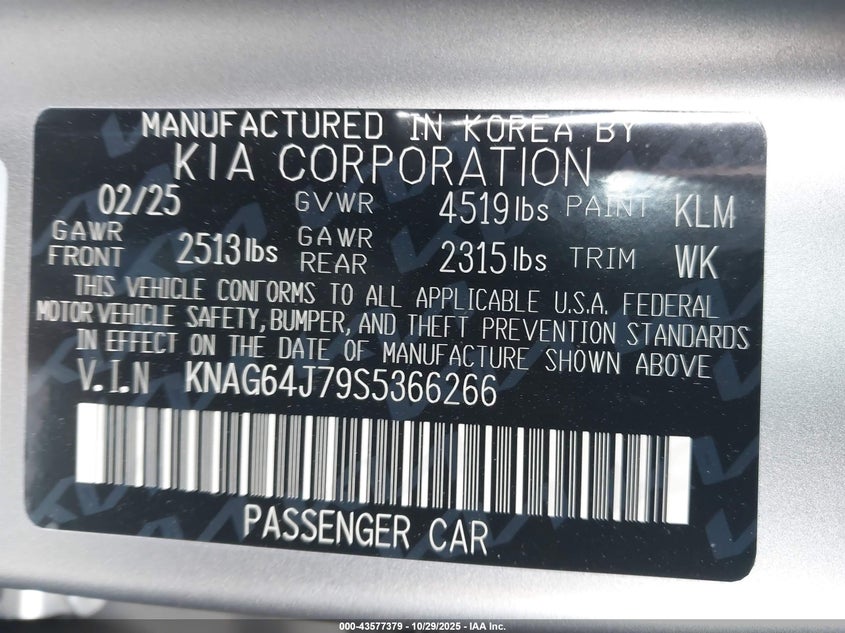 MANUFACTURED IN KOREA BY
KIA CORPORATION
02/25 GVWR 4519 lbs PAINT KLM
GAWR FRONT 2513 lbs GAWR REAR 2315 lbs TRIM WK
THIS VEHICLE CONFORMS TO ALL APPLICABLE U.S.A. FEDERAL
MOTOR VEHICLE SAFETY, BUMPER, AND THEFT PREVENTION STANDARDS
IN EFFECT ON THE DATE OF MANUFACTURE SHOWN ABOVE
V.I.N KNAG64J79S5366266
PASSENGER CAR
000-43577379 | 10/29/2025 - IAA Inc.